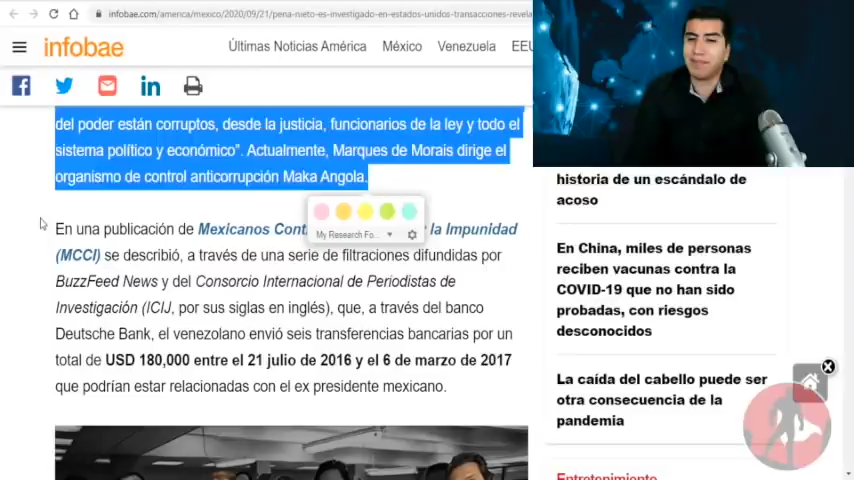 infobae.com/america/mexico/2020/09/21/pena-nieto-es-investigado-en-estados-unidos-transacciones-revela
infobae
Últimas Noticias América México Venezuela EEU
del poder están corruptos, desde la justicia, funcionarios de la ley y todo el
sistema político y económico”. Actualmente, Marques de Morais dirige el
organismo de control anticorrupción Maka Angola.
My Research Fo...
En una publicación de Mexicanos Cont la Impunidad
(MCCI) se describió, a través de una serie de filtraciones difundidas por
BuzzFeed News y del Consorcio Internacional de Periodistas de
Investigación (ICIJ, por sus siglas en inglés), que, a través del banco
Deutsche Bank, el venezolano envió seis transferencias bancarias por un
total de USD 180,000 entre el 21 julio de 2016 y el 6 de marzo de 2017
que podrían estar relacionadas con el ex presidente mexicano.
historia de un escándalo de
acoso
En China, miles de personas
reciben vacunas contra la
COVID-19 que no han sido
probadas, con riesgos
desconocidos
La caída del cabello puede ser
otra consecuencia de la
pandemia
Entretenimiento